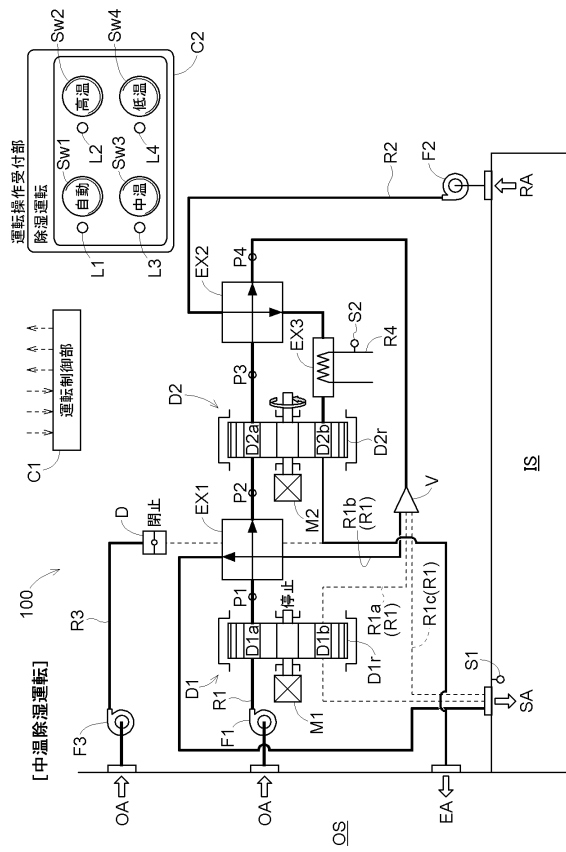 [中温除湿運転]
100
運転制御部
C1
運転操作受付部
除湿運転
自動
高温
中温
低温
Sw1
Sw2
Sw3
Sw4
L1
L2
L3
L4
C2
OA
F3
R3
D
閉止
OA
F1
R1
D1
D1a
D1b
D1r
M1
停止
P1
EX1
P2
D2
D2a
D2b
D2r
M2
P3
EX2
P4
EX3
S2
R4
R2
F2
RA
V
R1b
(R1)
R1a
(R1)
R1c(R1)
S1
SA
EA
OS
IS